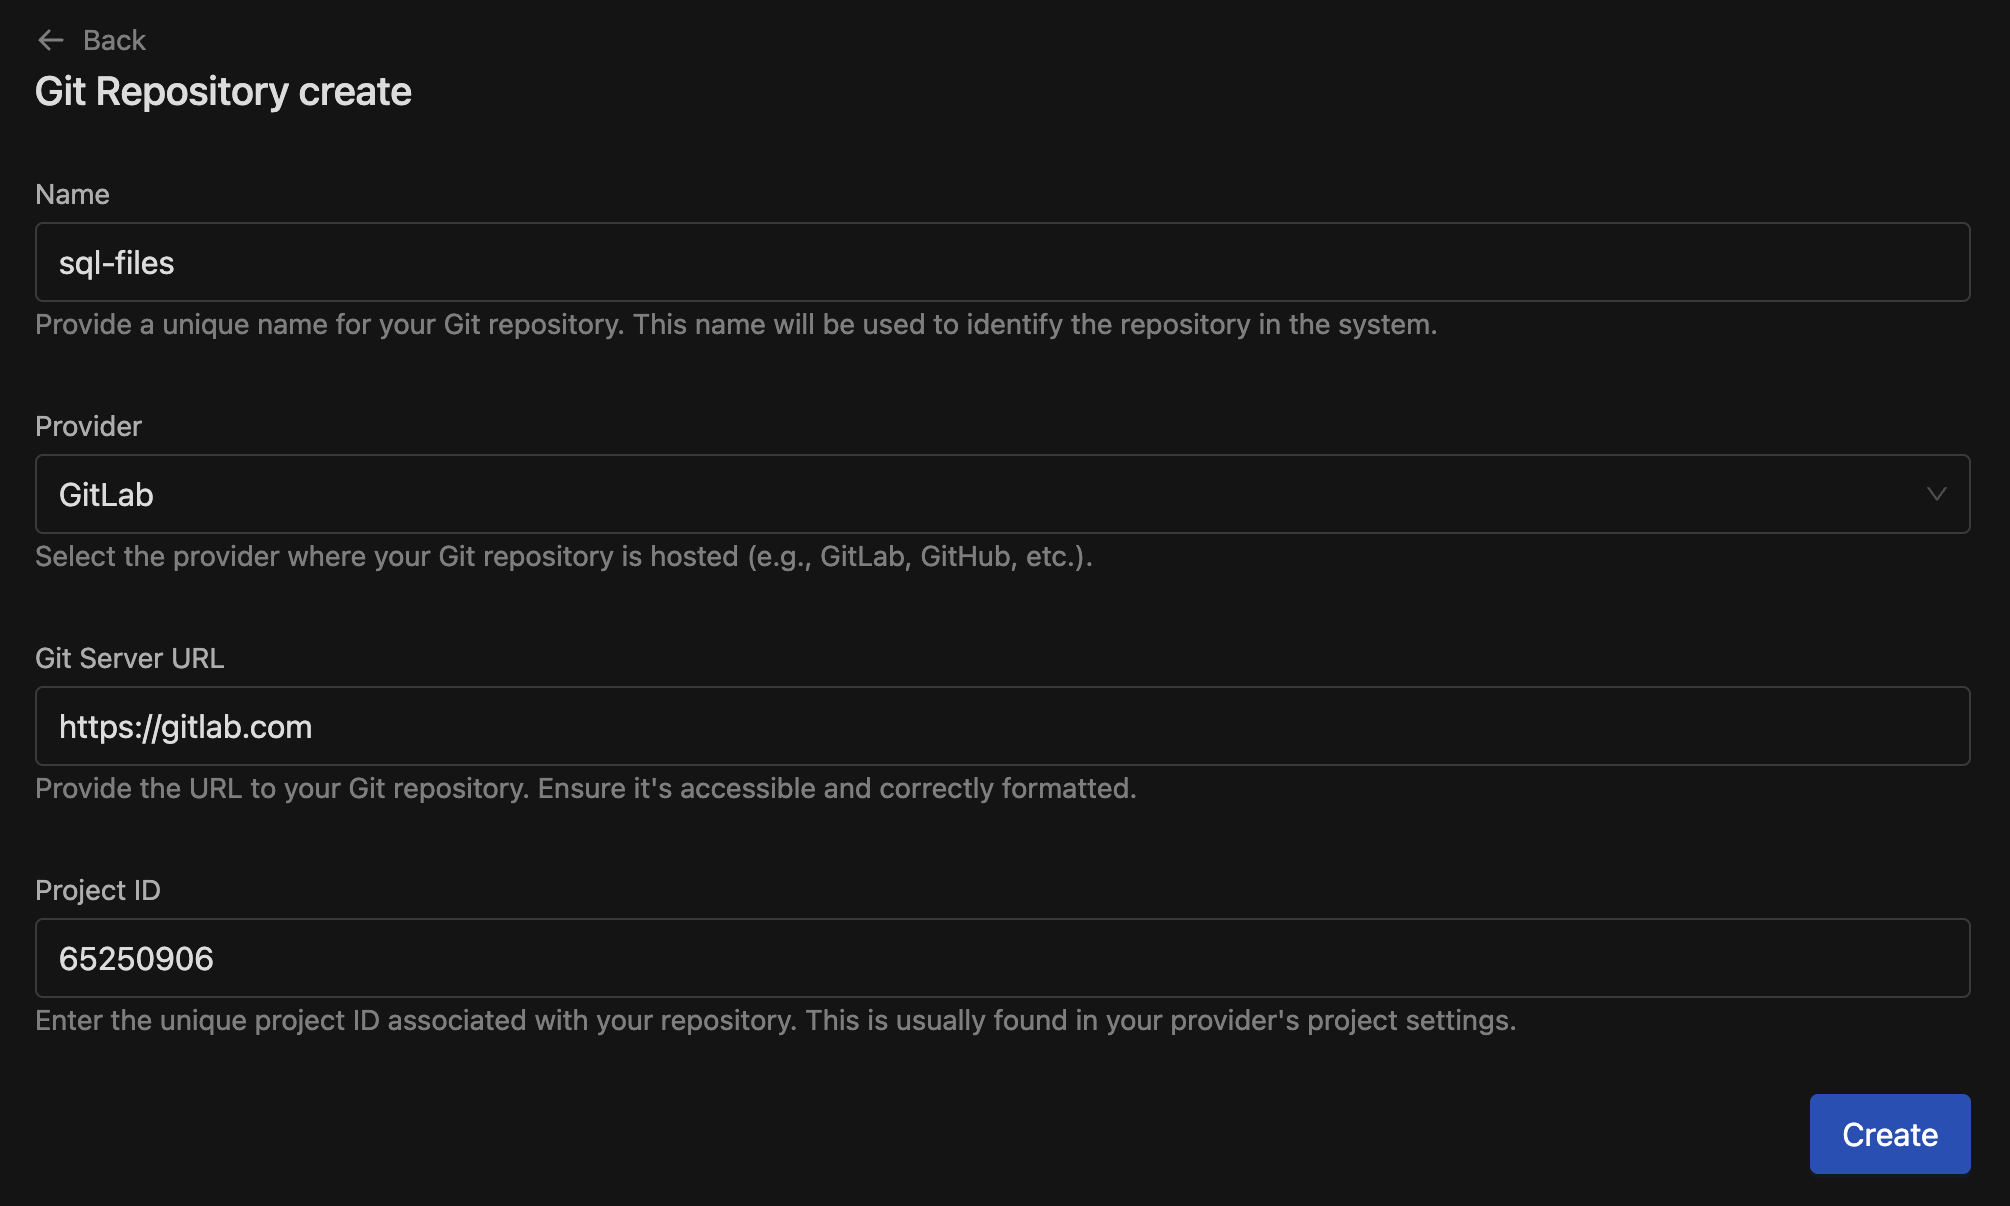 Back
Git Repository create
Name
sql-files
Provide a unique name for your Git repository. This name will be used to identify the repository in the system.
Provider
GitLab
Select the provider where your Git repository is hosted (e.g., GitLab, GitHub, etc.).
Git Server URL
https://gitlab.com
Provide the URL to your Git repository. Ensure it's accessible and correctly formatted.
Project ID
65250906
Enter the unique project ID associated with your repository. This is usually found in your provider's project settings.
Create